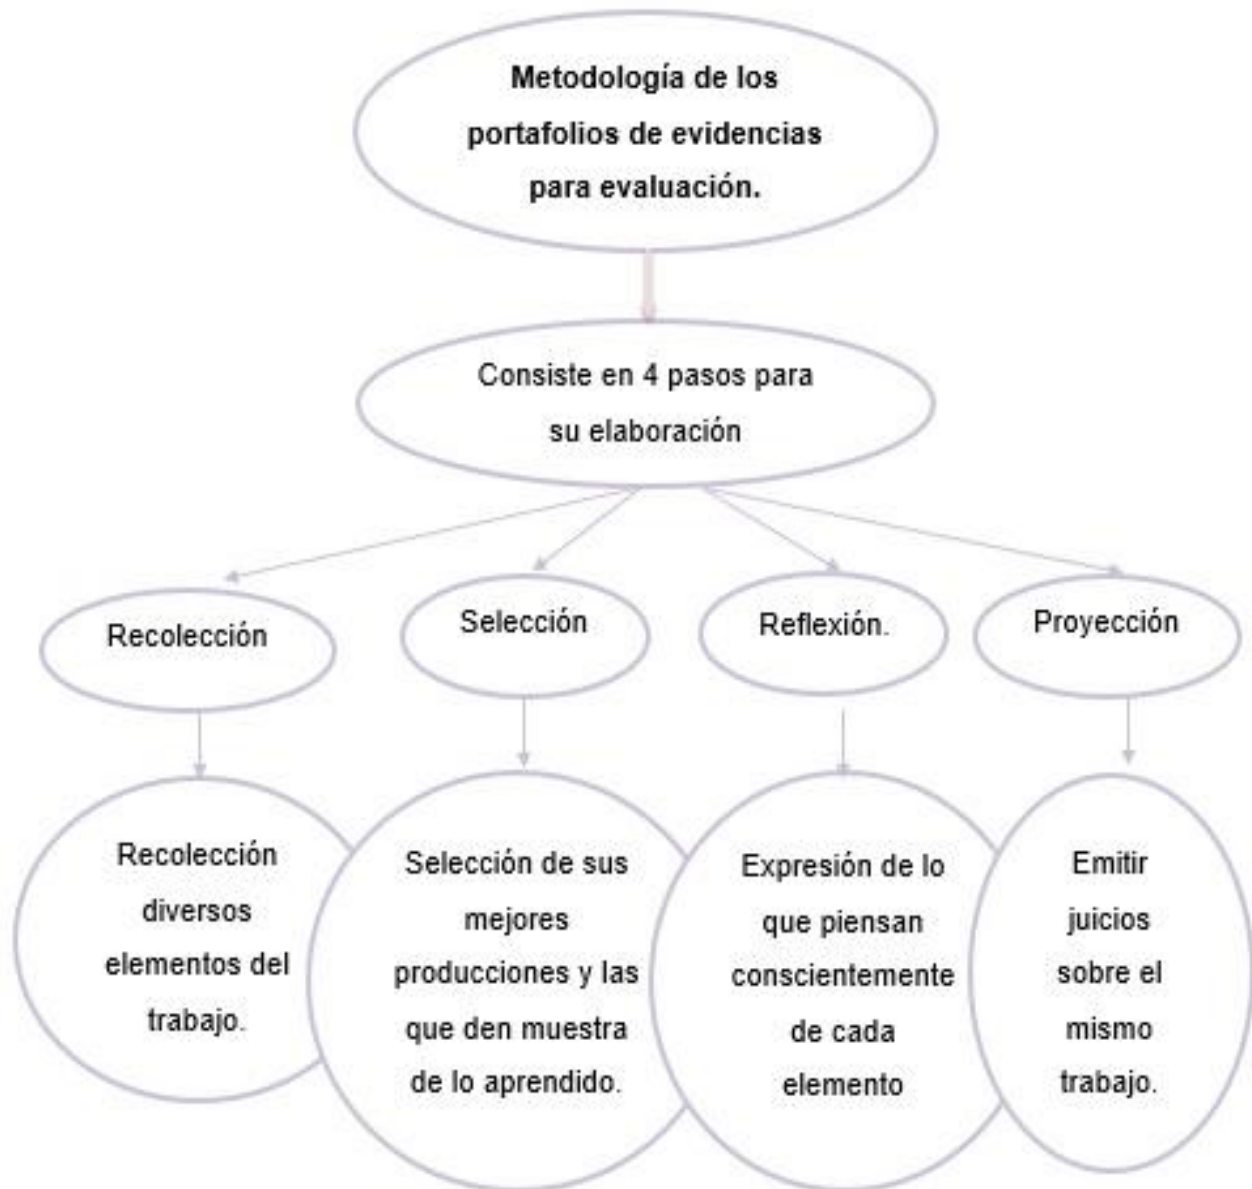 Metodología de los
portafolios de evidencias
para evaluación.
Consiste en 4 pasos para
su elaboración
Recolección
Selección
Reflexión.
Proyección
Recolección
diversos
elementos del
trabajo.
Selección de sus
mejores
producciones y las
que den muestra
de lo aprendido.
Expresión de lo
que piensan
conscientemente
de cada
elemento
Emitir
juicios
sobre el
mismo
trabajo.